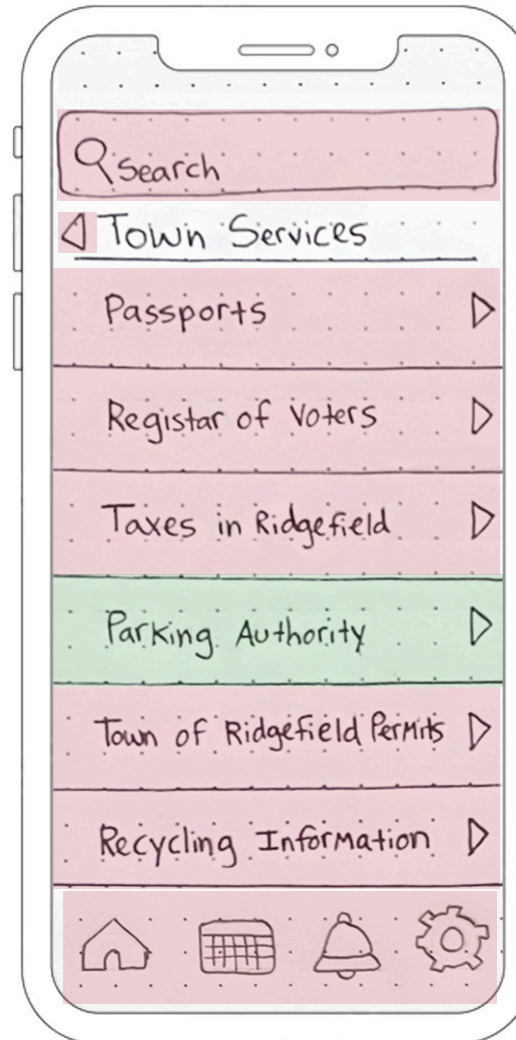 Search
Town Services
Passports
Registar of Voters
Taxes in Ridgefield
Parking Authority
Town of Ridgefield Permits
Recycling Information